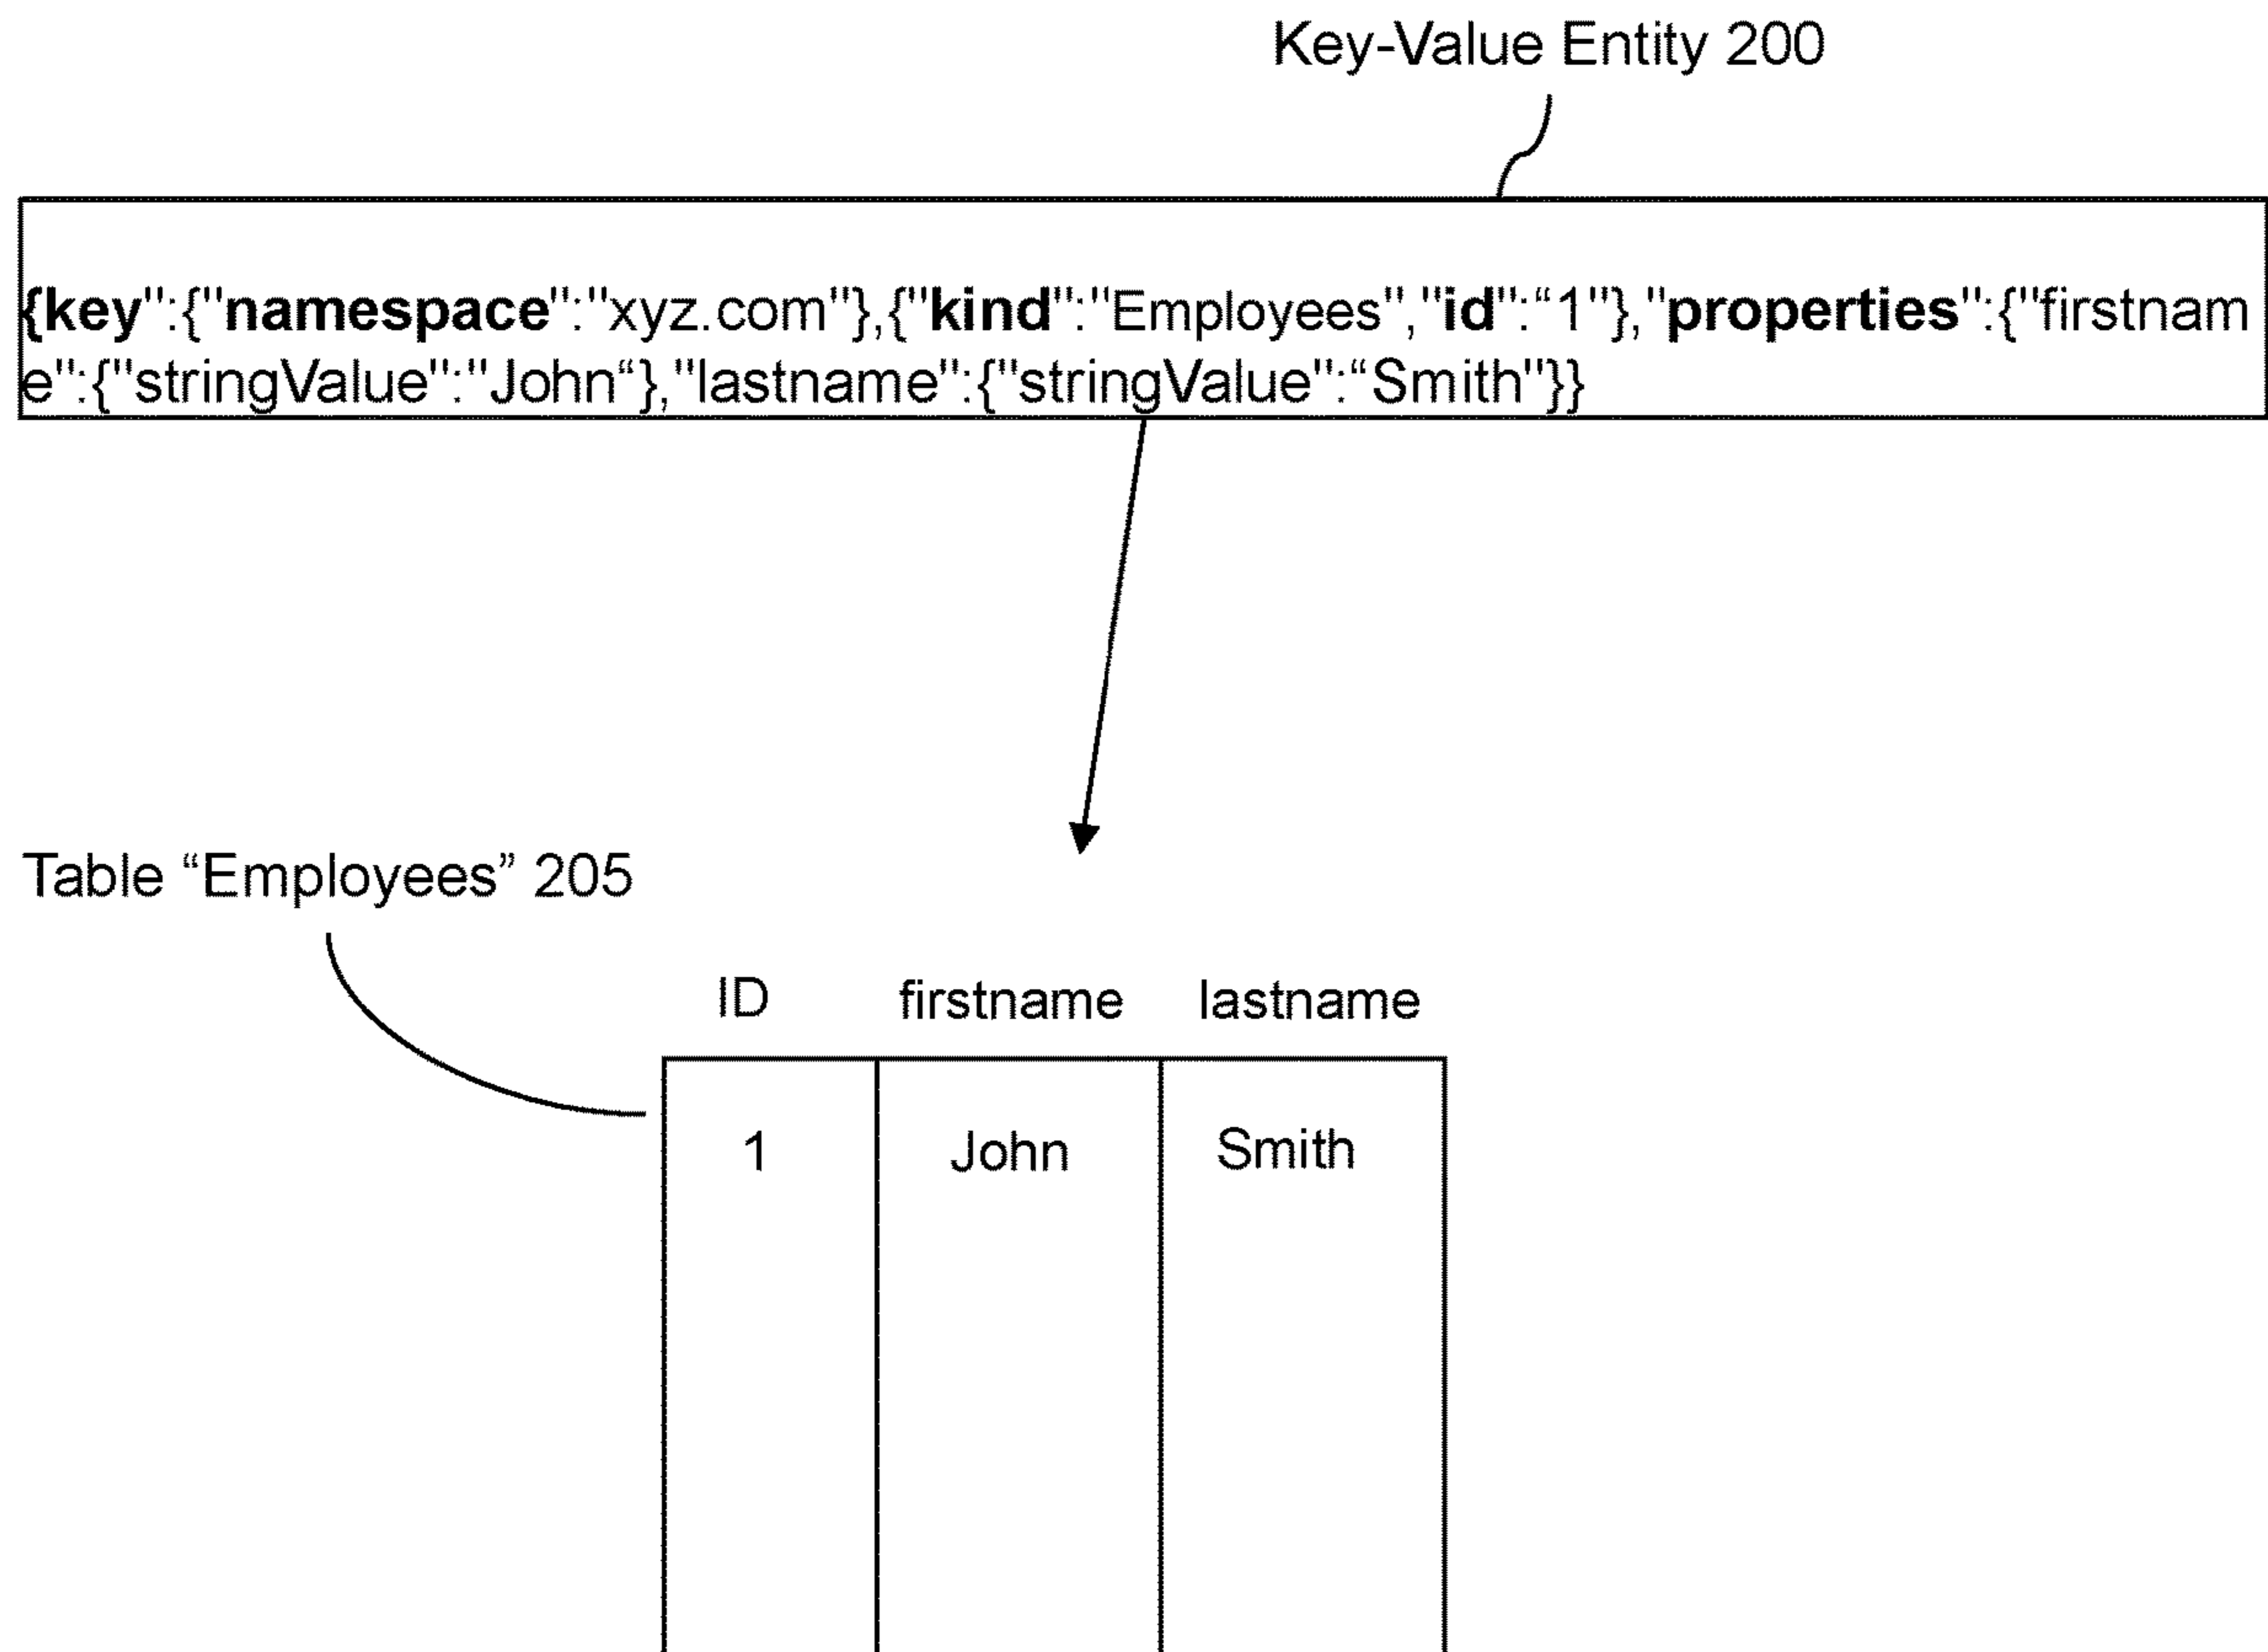 Key-Value Entity 200
{key":{"namespace":"xyz.com"},{"kind":"Employees","id":“1"},"properties":{"firstnam
e":{"stringValue":"John“},"lastname":{"stringValue":“Smith"}}
Table “Employees” 205
ID firstname lastname
1 John Smith